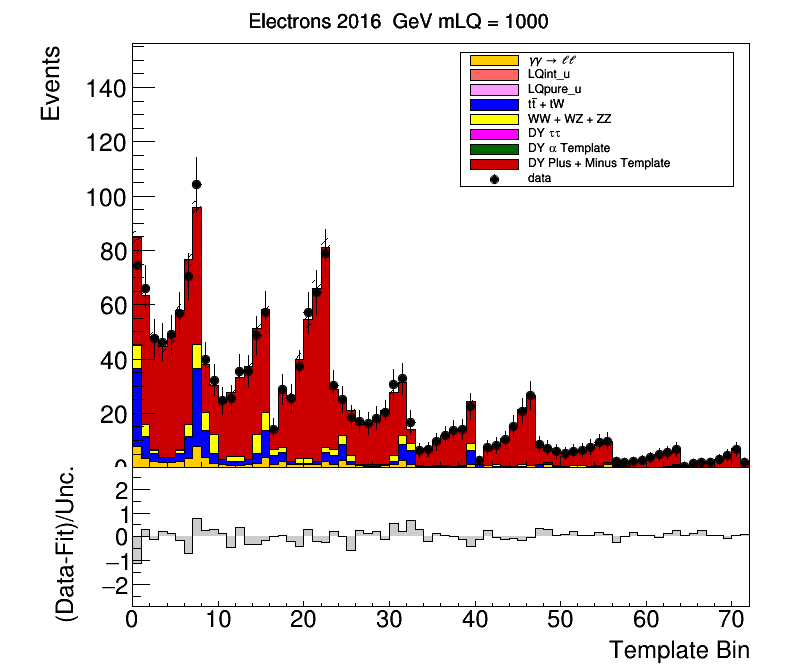 Electrons 2016 GeV mLQ = 1000
Events
140
120
100
80
60
40
20
0
γγ → ℓℓ
LQint_u
LQpure_u
tt̄ + tW
WW + WZ + ZZ
DY ττ
DY α Template
DY Plus + Minus Template
data
(Data-Fit)/Unc.
2
1
0
−1
−2
0 10 20 30 40 50 60 70
Template Bin